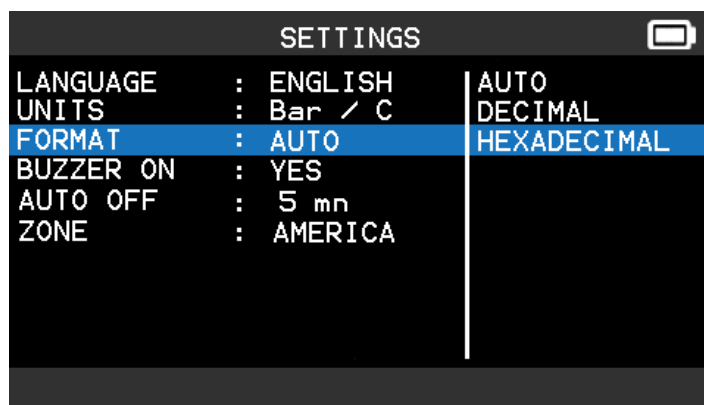 SETTINGS
LANGUAGE : ENGLISH
UNITS : Bar / C
FORMAT : AUTO
BUZZER ON : YES
AUTO OFF : 5 mn
ZONE : AMERICA
AUTO
DECIMAL
HEXADECIMAL